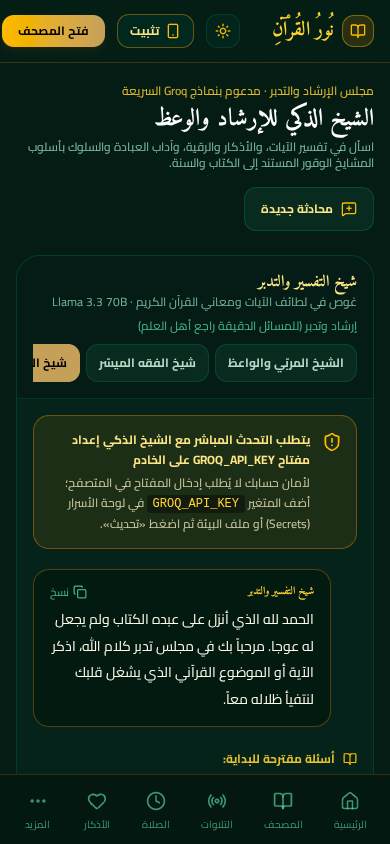 نُورُ القُرْآنِ
تثبيت
فتح المصحف
مجلس الإرشاد والتدبر · مدعوم بنماذج Groq السريعة
الشيخ الذكي للإرشاد والوعظ
اسأل في تفسير الآيات، والأذكار والرقية، وآداب العبادة والسلوك بأسلوب
المشايخ الوقور المستند إلى الكتاب والسنة.
محادثة جديدة
شيخ التفسير والتدبر
غوص في لطائف الآيات ومعاني القرآن الكريم · Llama 3.3 70B
إرشاد وتدبر (للمسائل الدقيقة راجع أهل العلم)
الشيخ المربّي والواعظ
شيخ الفقه الميسّر
شيخ
يتطلب التحدث المباشر مع الشيخ الذكي إعداد
مفتاح GROQ_API_KEY على الخادم
لأمان حسابك لا يُطلب إدخال المفتاح في المتصفح؛
أضف المتغير GROQ_API_KEY في لوحة الأسرار
(Secrets) أو ملف البيئة ثم اضغط «تحديث».
شيخ التفسير والتدبر
نسخ
الحمد لله الذي أنزل على عبده الكتاب ولم يجعل
له عوجا. مرحباً بك في مجلس تدبر كلام الله، اذكر
الآية أو الموضوع القرآني الذي يشغل قلبك
لنتفيأ ظلاله معاً.
أسئلة مقترحة للبداية:
الرئيسية
المصحف
التلاوات
الصلاة
الأذكار
المزيد